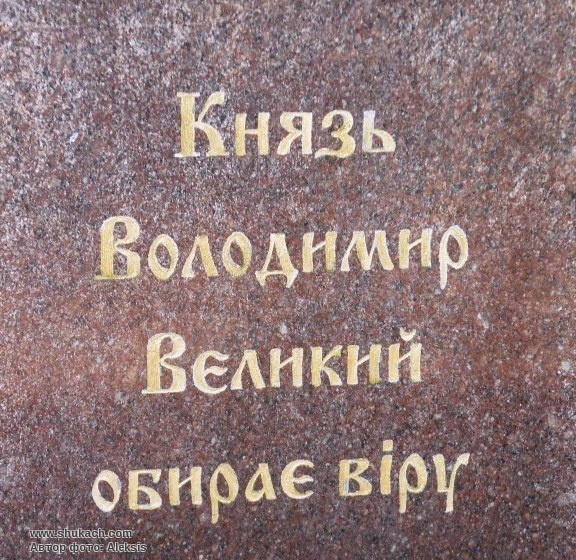 Князь
Володимир
Великий
обирає віру
www.shukach.com
Автор фото: Aleksis